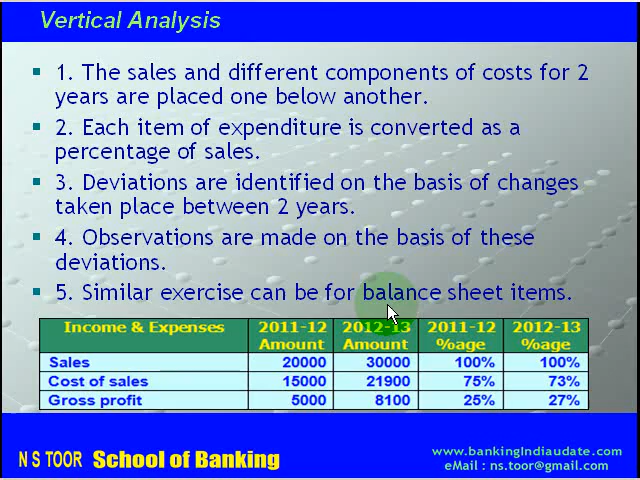 Vertical Analysis
1. The sales and different components of costs for 2
years are placed one below another.
2. Each item of expenditure is converted as a
percentage of sales.
3. Deviations are identified on the basis of changes
taken place between 2 years.
4. Observations are made on the basis of these
deviations.
5. Similar exercise can be for balance sheet items.
Income & Expenses 2011-12 2012-13 2011-12 2012-13
Amount Amount %age %age
Sales 20000 30000 100% 100%
Cost of sales 15000 21900 75% 73%
Gross profit 5000 8100 25% 27%
N S TOOR School of Banking
www.bankingIndiaudate.com
eMail : ns.toor@gmail.com